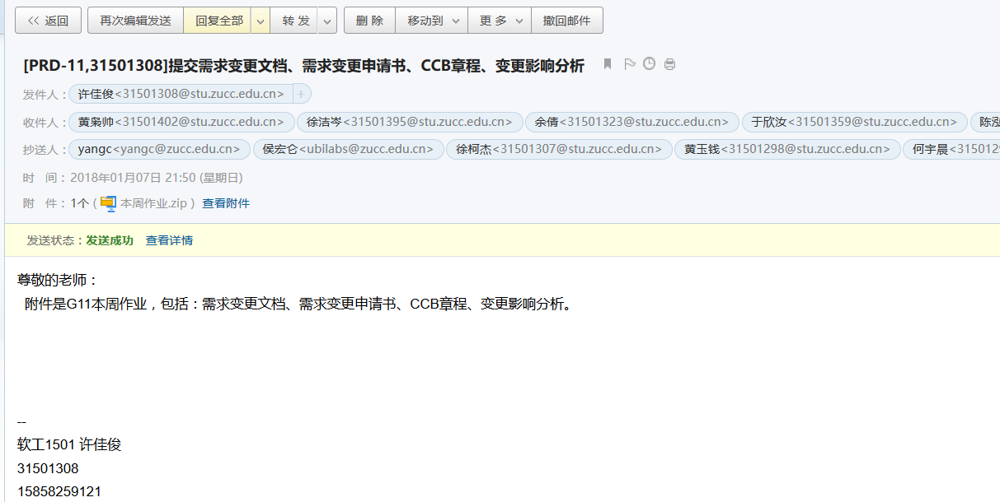 << 返回 再次编辑发送 回复全部 转 发 删 除 移动到 更 多 撤回邮件
[PRD-11,31501308]提交需求变更文档、需求变更申请书、CCB章程、变更影响分析
发件人：许佳俊<31501308@stu.zucc.edu.cn> +
收件人：黄枭帅<31501402@stu.zucc.edu.cn> 徐洁岑<31501395@stu.zucc.edu.cn> 余倩<31501323@stu.zucc.edu.cn> 于欣汝<31501359@stu.zucc.edu.cn> 陈泓
抄送人：yangc<yangc@zucc.edu.cn> 侯宏仑<ubilabs@zucc.edu.cn> 徐柯杰<31501307@stu.zucc.edu.cn> 黄玉钱<31501298@stu.zucc.edu.cn> 何宇晨<3150129
时 间：2018年01月07日 21:50 (星期日)
附 件：1个 ( 本周作业.zip ) 查看附件
发送状态：发送成功 查看详情
尊敬的老师：
附件是G11本周作业，包括：需求变更文档、需求变更申请书、CCB章程、变更影响分析。
--
软工1501 许佳俊
31501308
15858259121